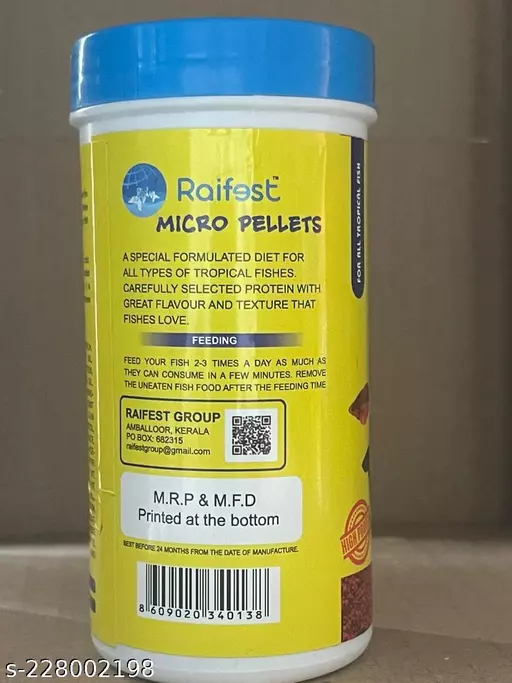 Raifest™
MICRO PELLETS
A SPECIAL FORMULATED DIET FOR
ALL TYPES OF TROPICAL FISHES.
CAREFULLY SELECTED PROTEIN WITH
GREAT FLAVOUR AND TEXTURE THAT
FISHES LOVE.
FEEDING
FEED YOUR FISH 2-3 TIMES A DAY AS MUCH AS
THEY CAN CONSUME IN A FEW MINUTES. REMOVE
THE UNEATEN FISH FOOD AFTER THE FEEDING TIME
RAIFEST GROUP
AMBALLOOR, KERALA
PO BOX: 682315
raifestgroup@gmail.com
M.R.P & M.F.D
Printed at the bottom
BEST BEFORE 24 MONTHS FROM THE DATE OF MANUFACTURE.
8 609020 340138
FOR ALL TROPICAL FISH
HIGH
s-228002198